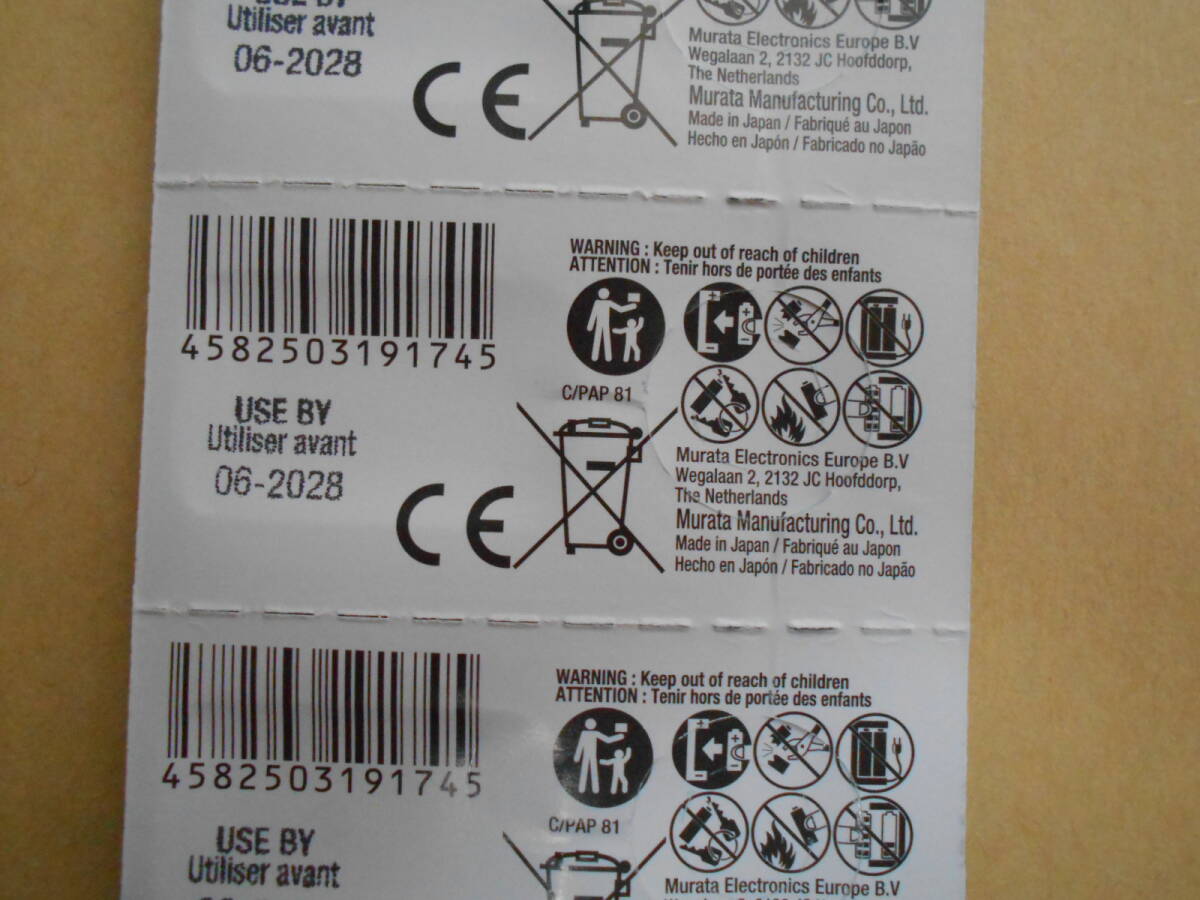 Utiliser avant
06-2028
CE
Murata Electronics Europe B.V
Wegalaan 2, 2132 JC Hoofddorp,
The Netherlands
Murata Manufacturing Co., Ltd.
Made in Japan / Fabriqué au Japon
Hecho en Japón / Fabricado no Japão
4582503191745
USE BY
Utiliser avant
06-2028
CE
WARNING : Keep out of reach of children
ATTENTION : Tenir hors de portée des enfants
C/PAP 81
Murata Electronics Europe B.V
Wegalaan 2, 2132 JC Hoofddorp,
The Netherlands
Murata Manufacturing Co., Ltd.
Made in Japan / Fabriqué au Japon
Hecho en Japón / Fabricado no Japão
4582503191745
USE BY
Utiliser avant
WARNING : Keep out of reach of children
ATTENTION : Tenir hors de portée des enfants
C/PAP 81
Murata Electronics Europe B.V